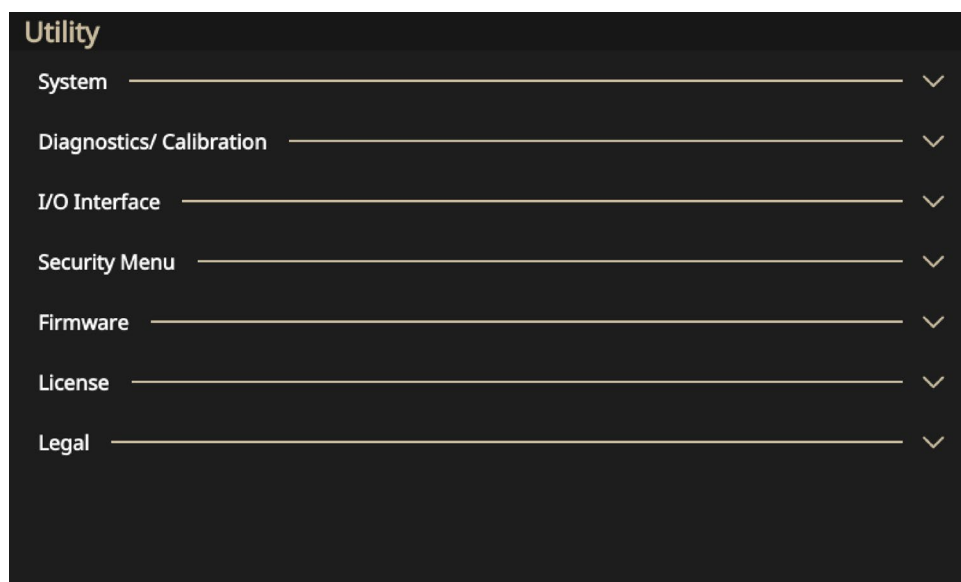 Utility
System
Diagnostics/ Calibration
I/O Interface
Security Menu
Firmware
License
Legal